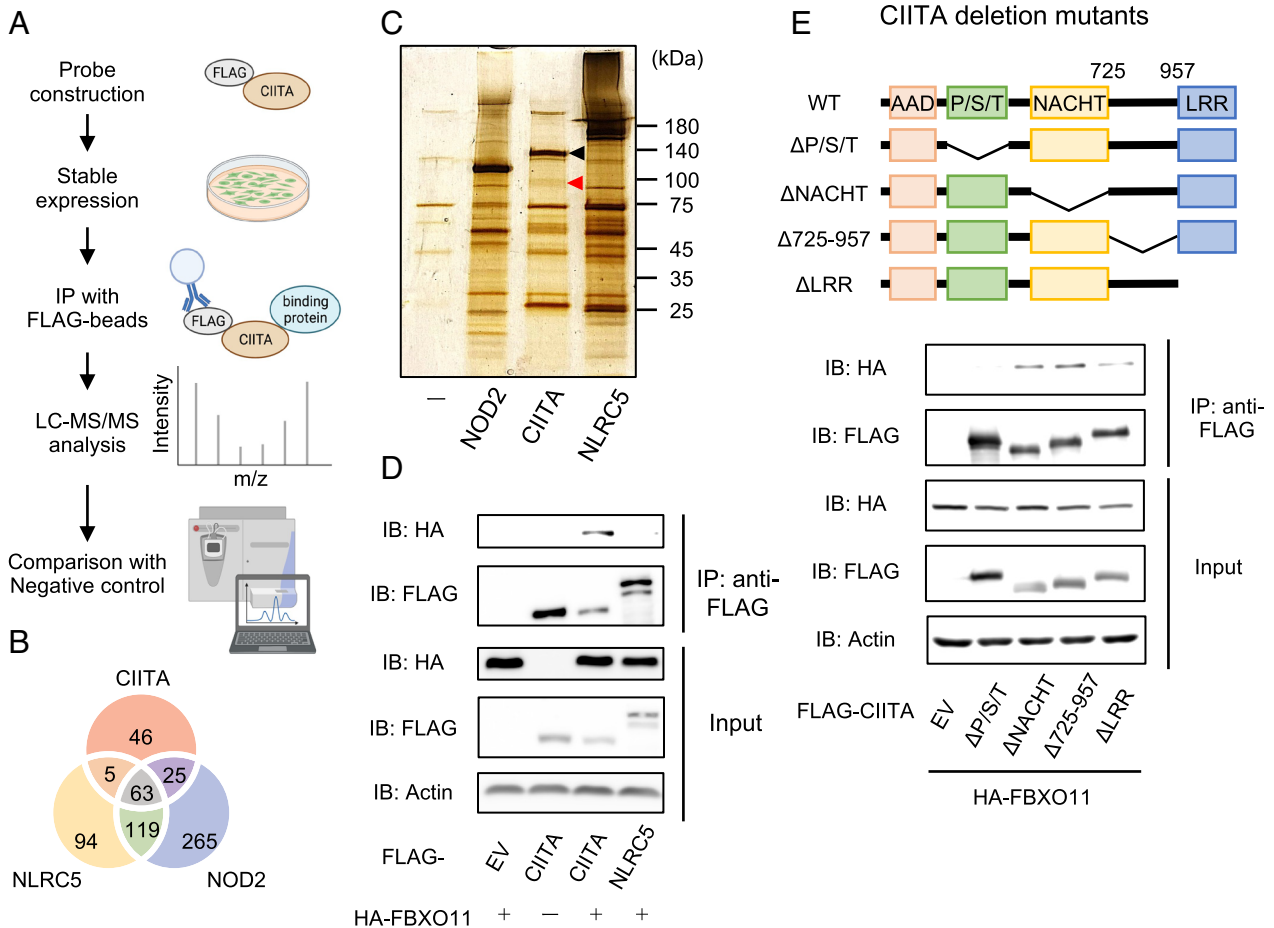 A
Probe
construction
FLAG
CIITA
Stable
expression
IP with
FLAG-beads
FLAG
CIITA
binding
protein
LC-MS/MS
analysis
Intensity
m/z
Comparison with
Negative control
B
CIITA
46
5
25
63
94
119
265
NLRC5
NOD2
C
(kDa)
180
140
100
75
45
35
25
—
NOD2
CIITA
NLRC5
D
IB: HA
IB: FLAG
IP: anti-
FLAG
IB: HA
IB: FLAG
IB: Actin
Input
FLAG-
EV
CIITA
CIITA
NLRC5
HA-FBXO11
+ — + +
E
CIITA deletion mutants
725 957
WT
AAD
P/S/T
NACHT
LRR
ΔP/S/T
ΔNACHT
Δ725-957
ΔLRR
IB: HA
IB: FLAG
IP: anti-
FLAG
IB: HA
IB: FLAG
IB: Actin
Input
FLAG-CIITA
EV
ΔP/S/T
ΔNACHT
Δ725-957
ΔLRR
HA-FBXO11